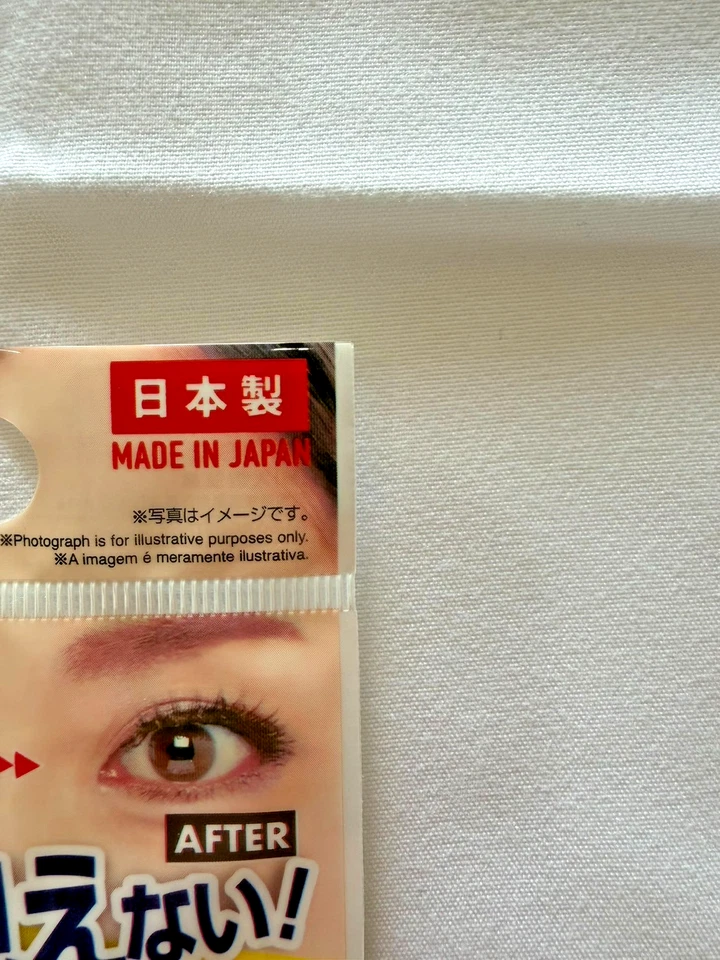 日本製
MADE IN JAPAN
※写真はイメージです。
※Photograph is for illustrative purposes only.
※A imagem é meramente ilustrativa.
AFTER
えない!